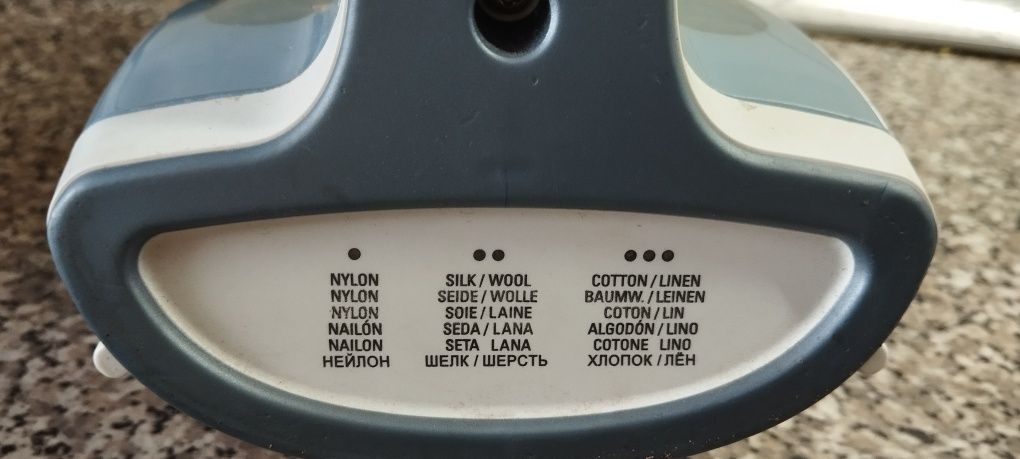 ● ●● ●●●
NYLON SILK / WOOL COTTON / LINEN
NYLON SEIDE / WOLLE BAUMW. / LEINEN
NYLON SOIE / LAINE COTON / LIN
NAILÓN SEDA / LANA ALGODÓN / LINO
NAILON SETA LANA COTONE LINO
НЕЙЛОН ШЕЛК / ШЕРСТЬ ХЛОПОК / ЛЁН